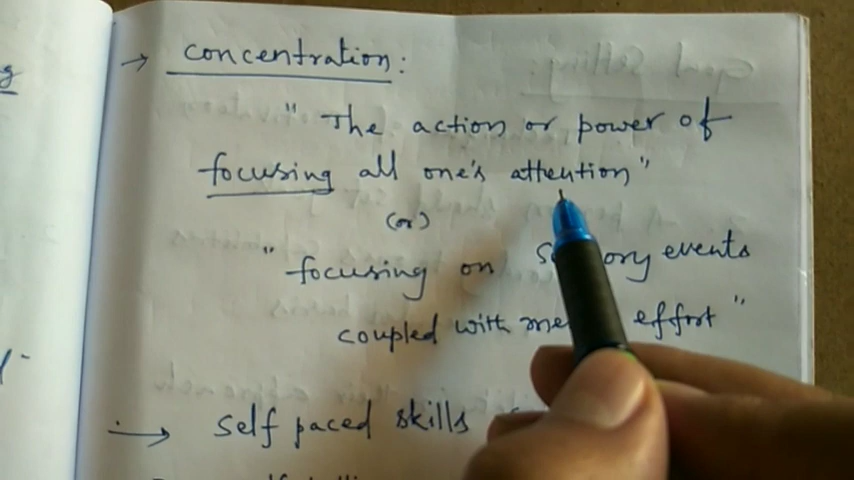 → concentration:
" The action or power of
focusing all one's attention"
(or)
" focusing on events
coupled with effort "
→ self paced skills